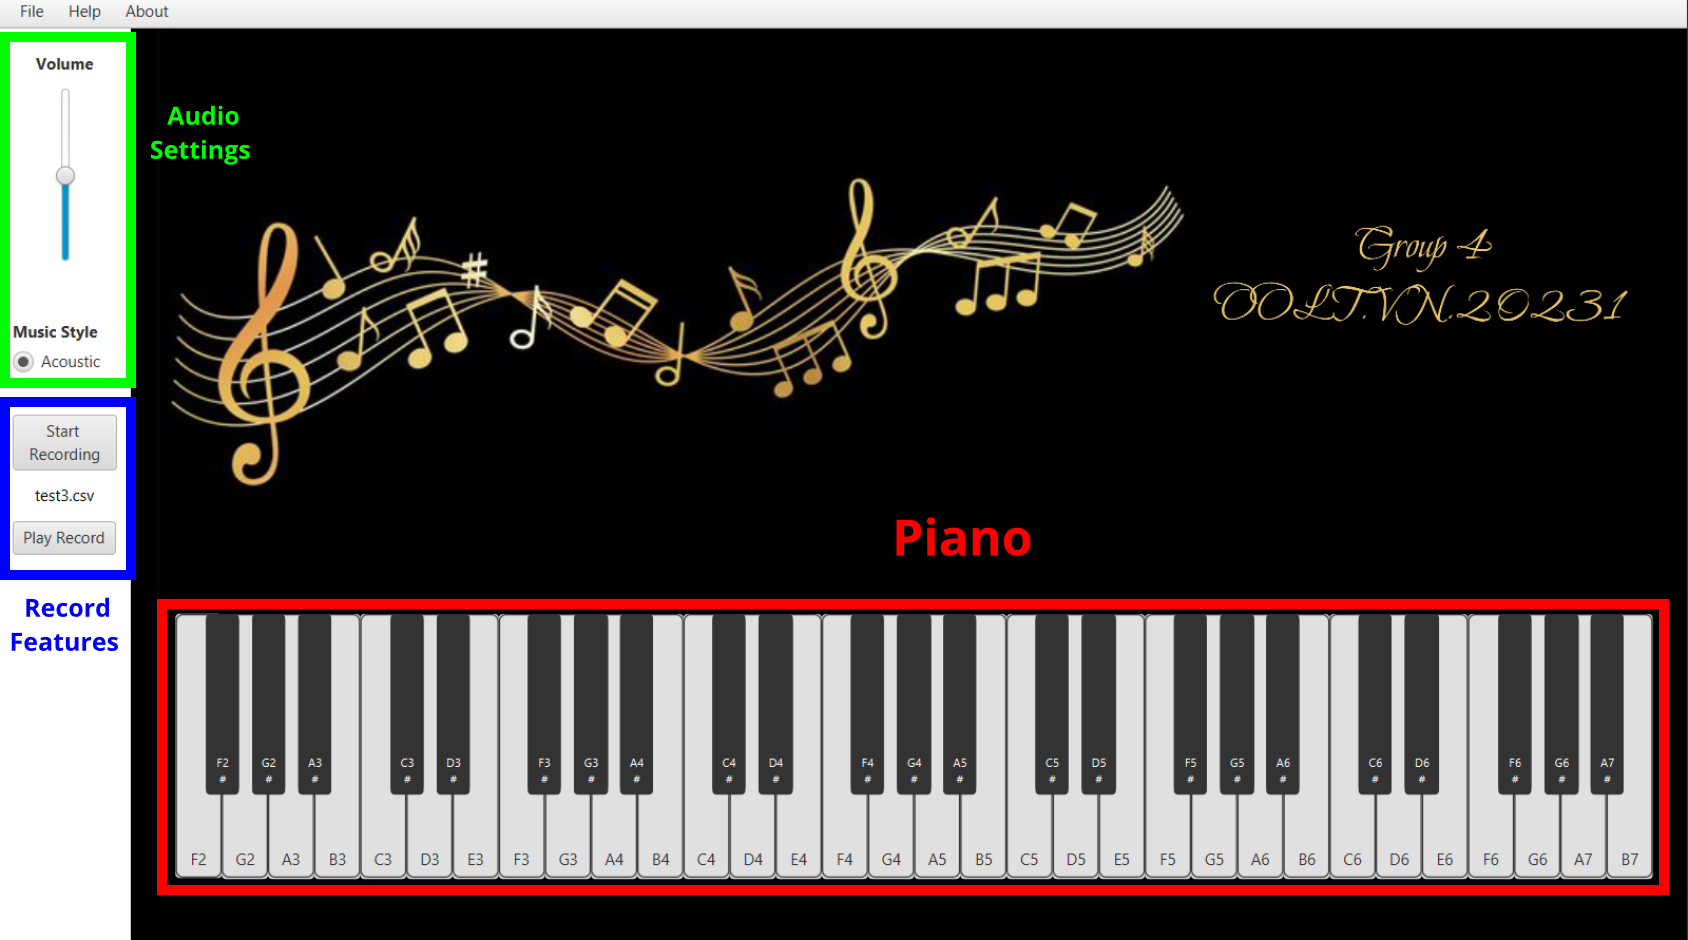 File Help About
Volume
Audio
Settings
Music Style
Acoustic
Group 4
OOLT.VN.20231
Start
Recording
test3.csv
Play Record
Record
Features
Piano
F2 G2 A3 C3 D3 F3 G3 A4 C4 D4 F4 G4 A5 C5 D5 F5 G5 A6 C6 D6 F6 G6 A7
# # # # # # # # # # # # # # # # # # # # # # #
F2 G2 A3 B3 C3 D3 E3 F3 G3 A4 B4 C4 D4 E4 F4 G4 A5 B5 C5 D5 E5 F5 G5 A6 B6 C6 D6 E6 F6 G6 A7 B7